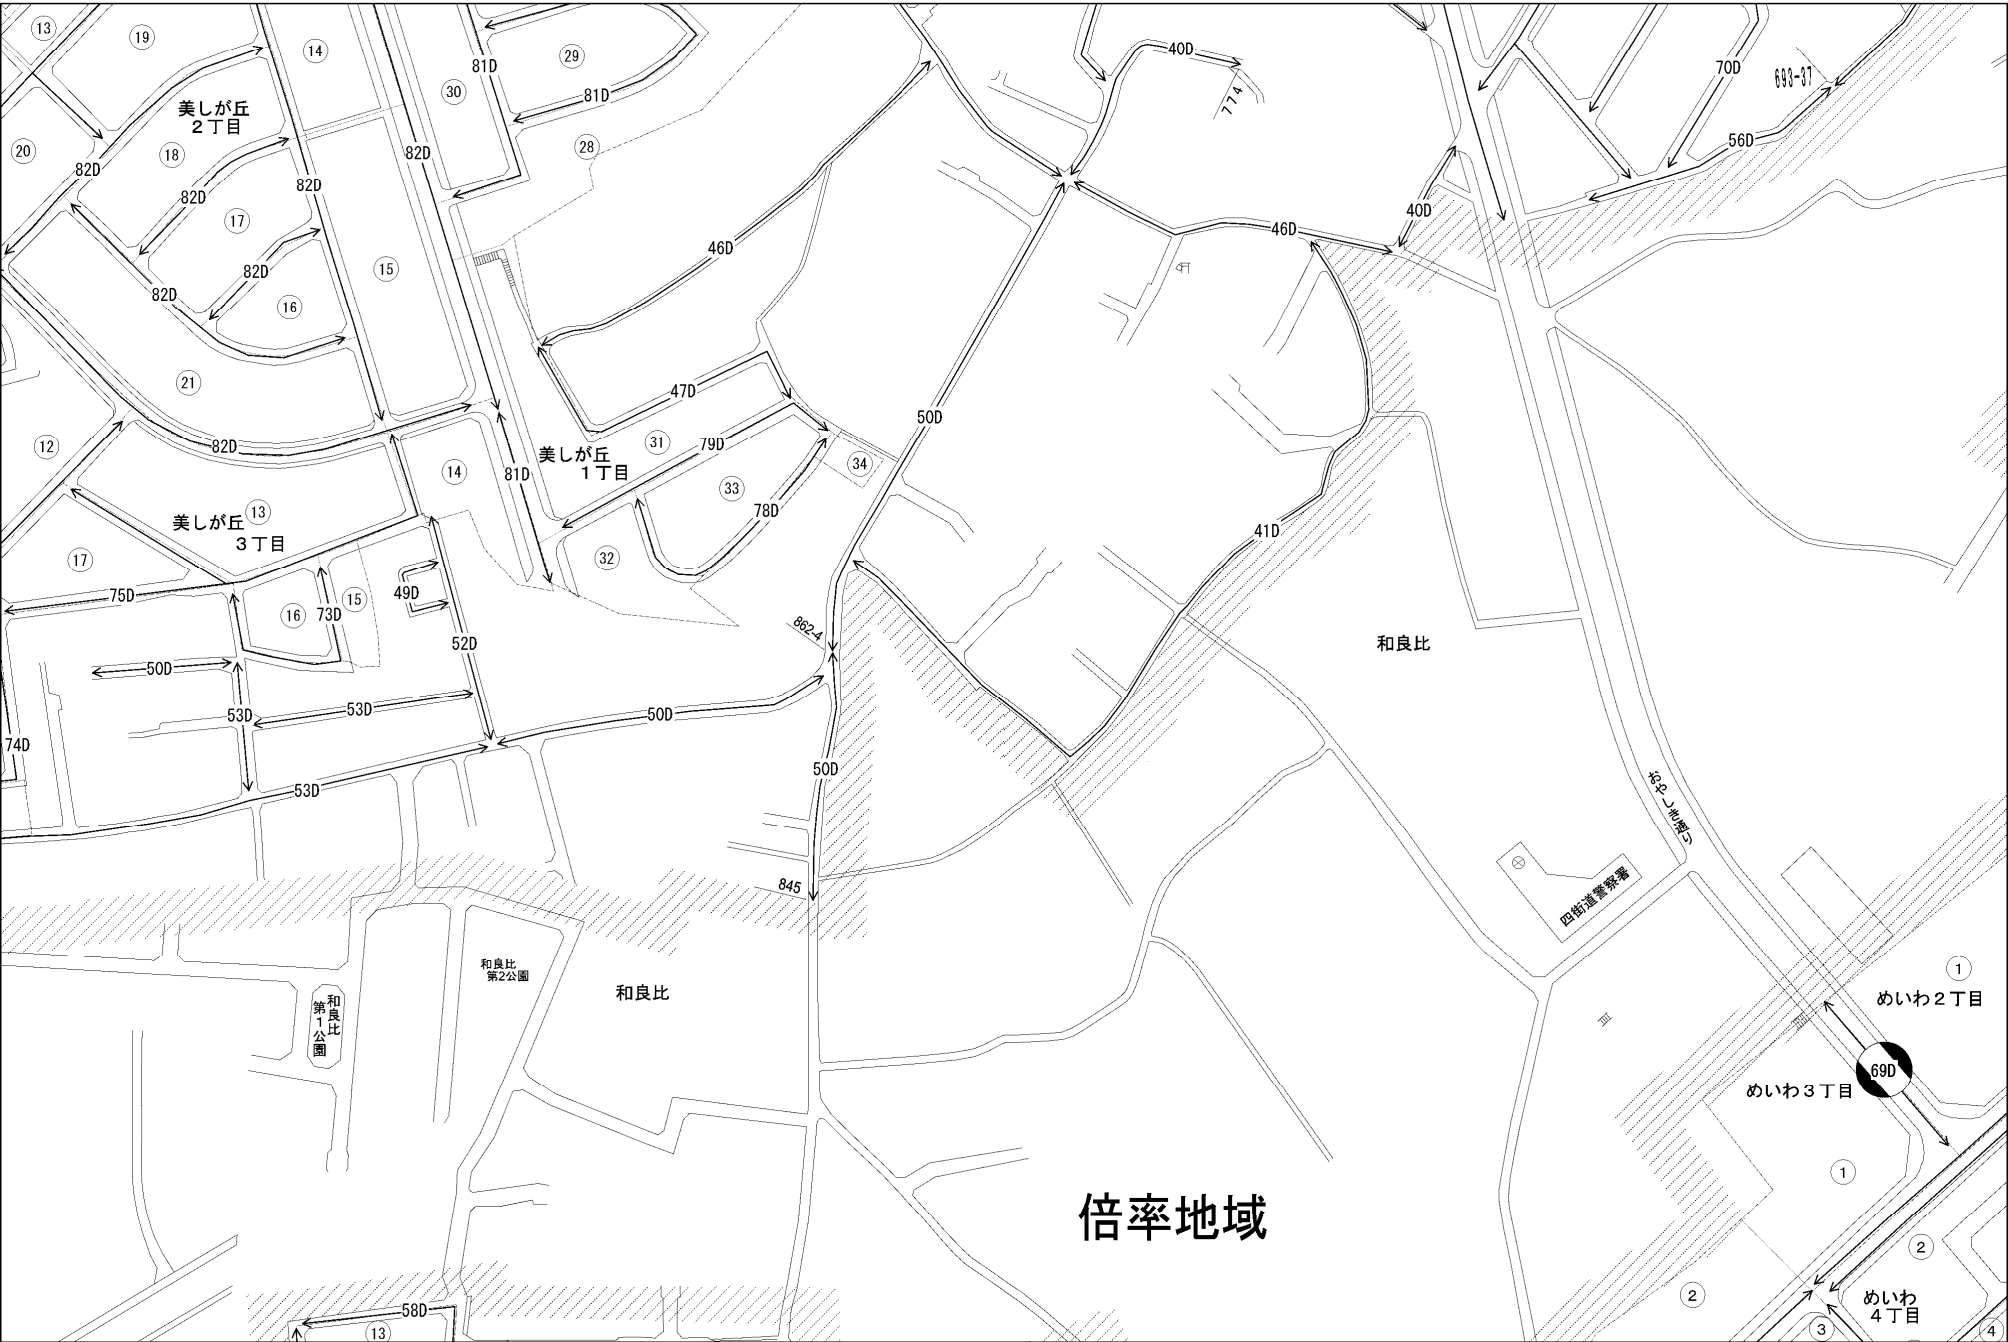 13
19
14
81D
29
40D
70D
693-37
30
81D
774
美しが丘
2丁目
20
18
82D
28
56D
82D
82D
82D
17
40D
46D
46D
15
82D
82D
16
21
47D
50D
12
82D
31
79D
美しが丘
1丁目
34
14
81D
33
美しが丘
13
3丁目
78D
41D
17
32
75D
15
49D
16
73D
862-4
52D
和良比
50D
53D
53D
50D
74D
50D
53D
おやしき通り
845
四街道警察署
和良比
第2公園
和良比
1
めいわ2丁目
和良比
第1公園
69D
めいわ3丁目
1
倍率地域
2
2
めいわ
4丁目
58D
13
3
4